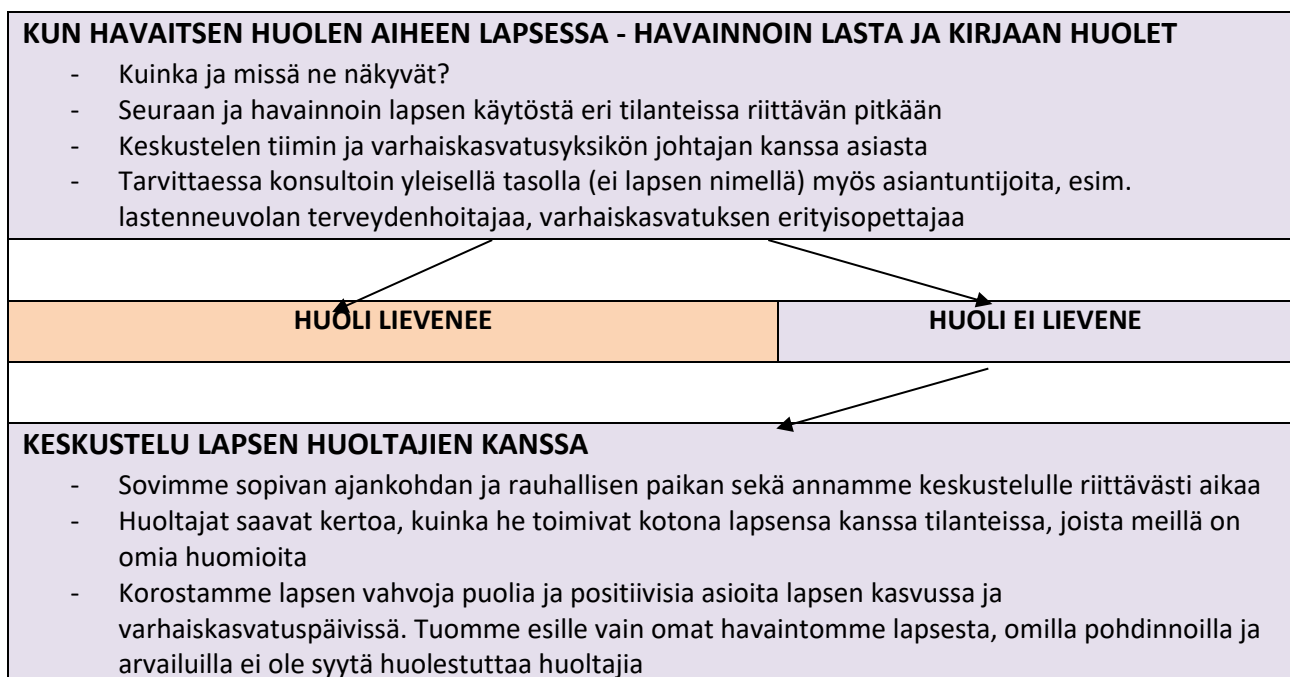 KUN HAVAITSEN HUOLEN AIHEEN LAPSESSA - HAVAINNOIN LASTA JA KIRJAAN HUOLET
- Kuinka ja missä ne näkyvät?
- Seuraan ja havainnoin lapsen käytöstä eri tilanteissa riittävän pitkään
- Keskustelen tiimin ja varhaiskasvatusyksikön johtajan kanssa asiasta
- Tarvittaessa konsultoin yleisellä tasolla (ei lapsen nimellä) myös asiantuntijoita, esim.
lastenneuvolan terveydenhoitajaa, varhaiskasvatuksen erityisopettajaa
HUOLI LIEVENEE
HUOLI EI LIEVENE
KESKUSTELU LAPSEN HUOLTAJIEN KANSSA
- Sovimme sopivan ajankohdan ja rauhallisen paikan sekä annamme keskustelulle riittävästi aikaa
- Huoltajat saavat kertoa, kuinka he toimivat kotona lapsensa kanssa tilanteissa, joista meillä on
omia huomioita
- Korostamme lapsen vahvoja puolia ja positiivisia asioita lapsen kasvussa ja
varhaiskasvatuspäivissä. Tuomme esille vain omat havaintomme lapsesta, omilla pohdinnoilla ja
arvailuilla ei ole syytä huolestuttaa huoltajia